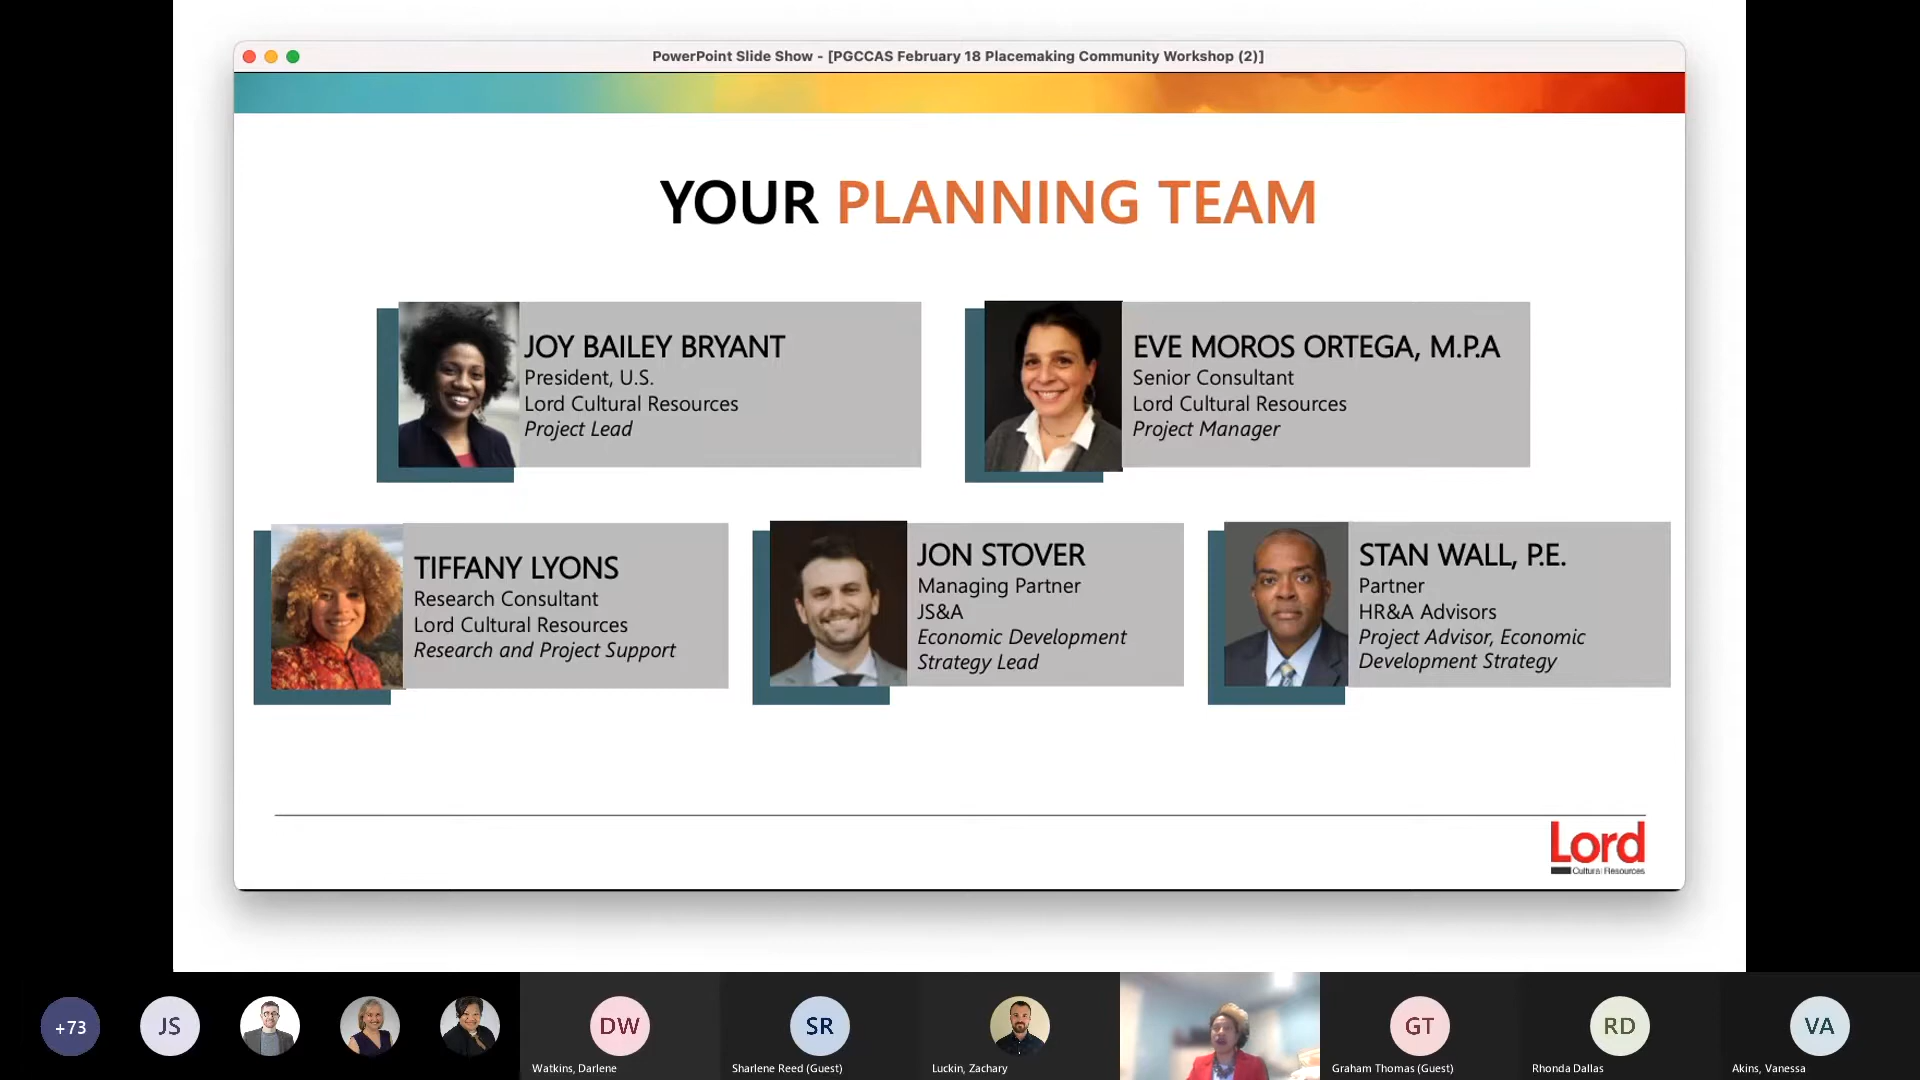 PowerPoint Slide Show - [PGCCAS February 18 Placemaking Community Workshop (2)]
YOUR PLANNING TEAM
JOY BAILEY BRYANT
President, U.S.
Lord Cultural Resources
Project Lead
EVE MOROS ORTEGA, M.P.A
Senior Consultant
Lord Cultural Resources
Project Manager
TIFFANY LYONS
Research Consultant
Lord Cultural Resources
Research and Project Support
JON STOVER
Managing Partner
JS&A
Economic Development
Strategy Lead
STAN WALL, P.E.
Partner
HR&A Advisors
Project Advisor, Economic
Development Strategy
Lord
Cultural Resources
+73
JS
DW
Watkins, Darlene
SR
Sharlene Reed (Guest)
Luckin, Zachary
GT
Graham Thomas (Guest)
RD
Rhonda Dallas
VA
Akins, Vanessa